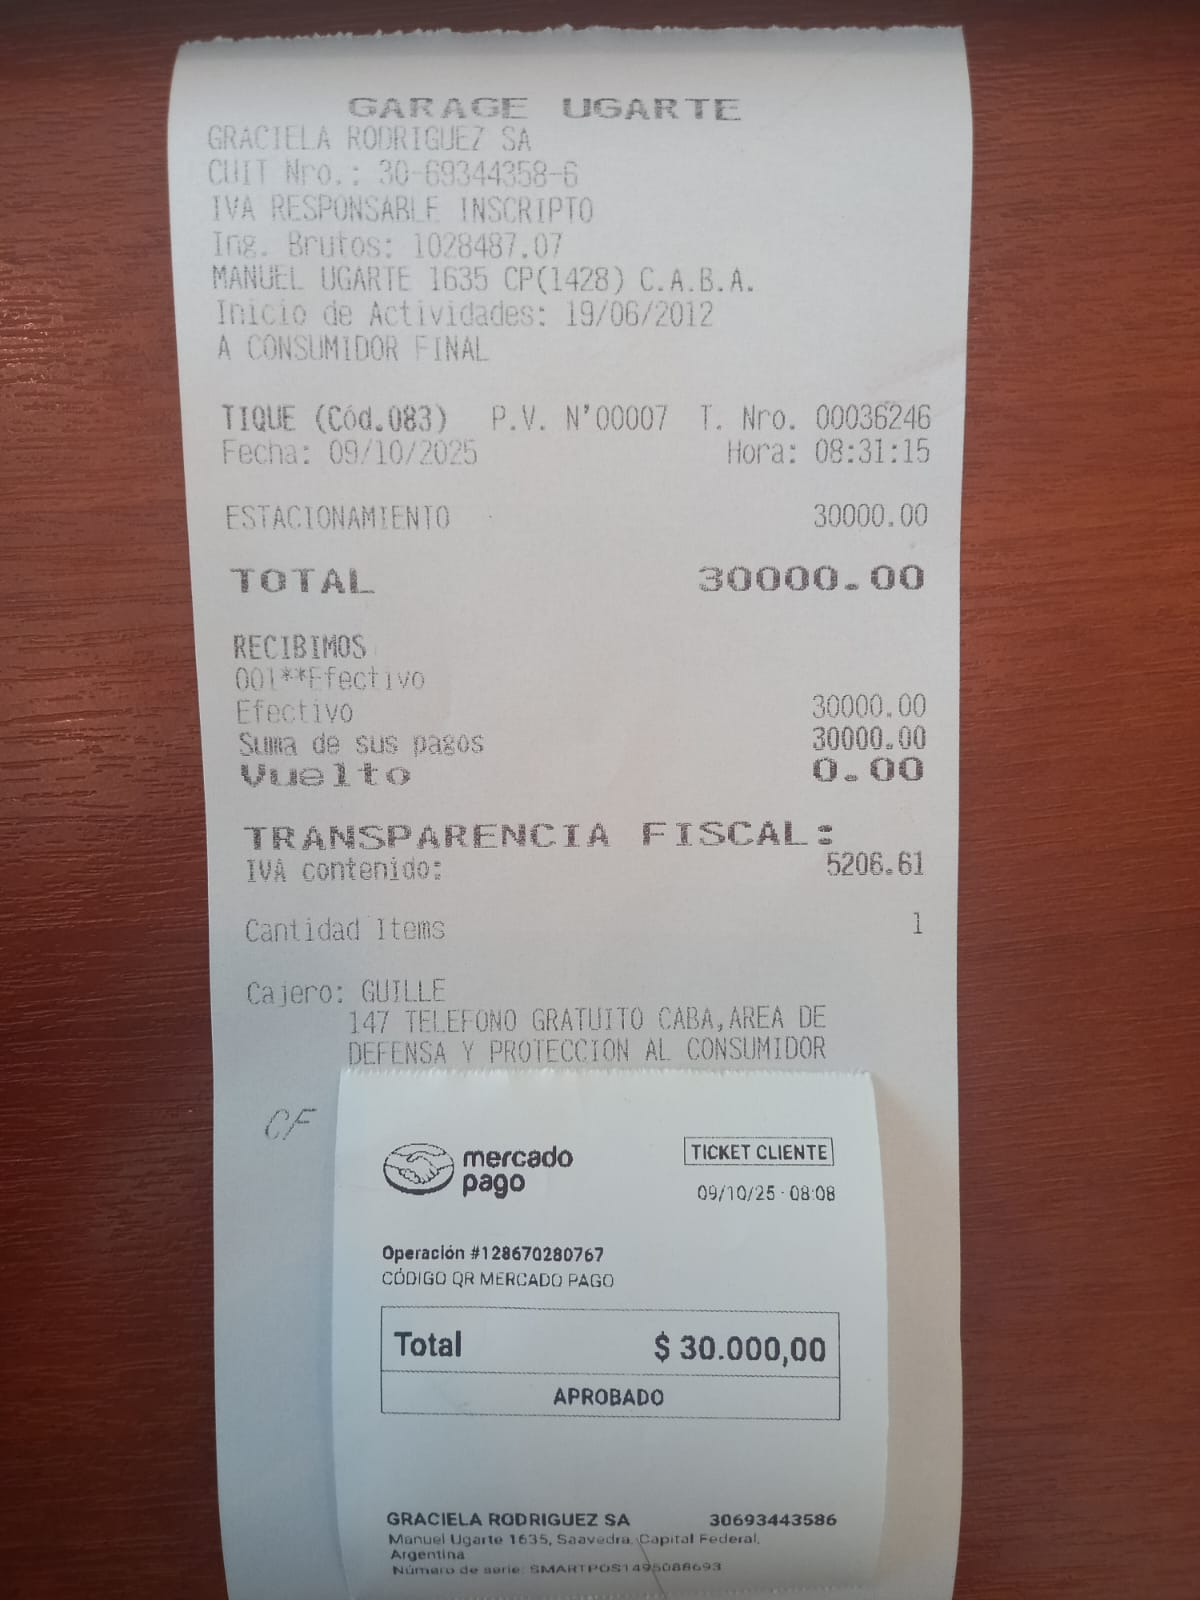 GARAGE UGARTE
GRACIELA RODRIGUEZ SA
CUIT Nro.: 30-69344358-6
IVA RESPONSABLE INSCRIPTO
Ing. Brutos: 1028487.07
MANUEL UGARTE 1635 CP(1428) C.A.B.A.
Inicio de Actividades: 19/06/2012
A CONSUMIDOR FINAL
TIQUE (Cód.083) P.V. N'00007 T. Nro. 00036246
Fecha: 09/10/2025 Hora: 08:31:15
ESTACIONAMIENTO 30000.00
TOTAL 30000.00
RECIBIMOS
001**Efectivo
Efectivo 30000.00
Suma de sus pagos 30000.00
Vuelto 0.00
TRANSPARENCIA FISCAL:
IVA contenido: 5206.61
Cantidad Items 1
Cajero: GUILLE
147 TELEFONO GRATUITO CABA,AREA DE
DEFENSA Y PROTECCION AL CONSUMIDOR
CF
mercado pago
TICKET CLIENTE
09/10/25 · 08:08
Operación #128670280767
CÓDIGO QR MERCADO PAGO
Total $ 30.000,00
APROBADO
GRACIELA RODRIGUEZ SA 30693443586
Manuel Ugarte 1635, Saavedra, Capital Federal,
Argentina
Número de serie: SMARTPOS1495088693